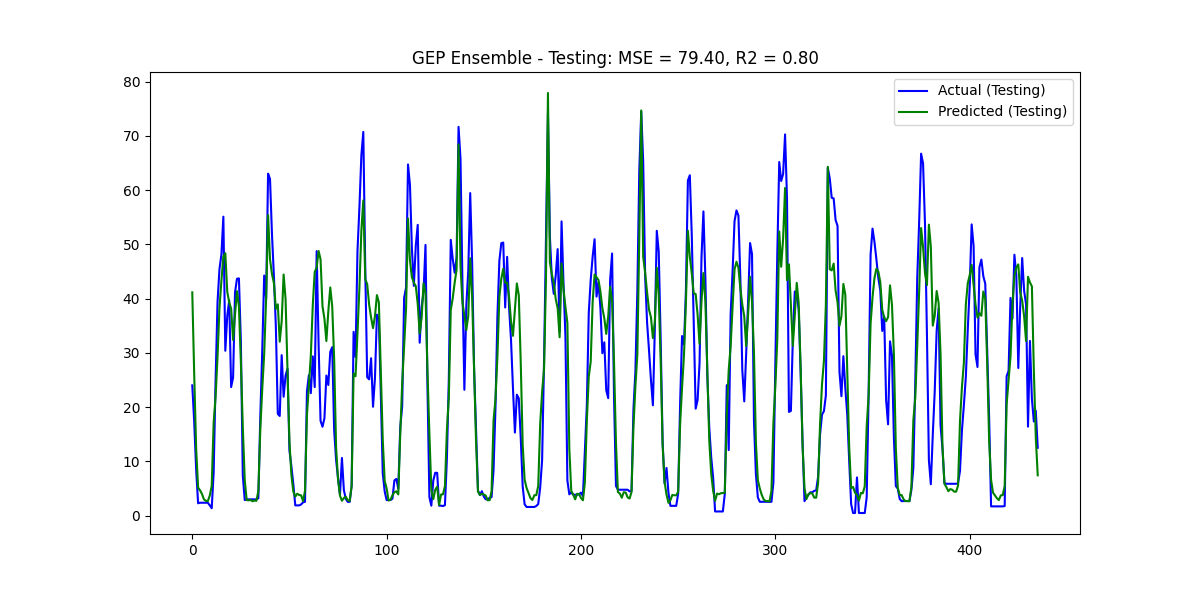 GEP Ensemble - Testing: MSE = 79.40, R2 = 0.80
Actual (Testing)
Predicted (Testing)
80
70
60
50
40
30
20
10
0
0 100 200 300 400